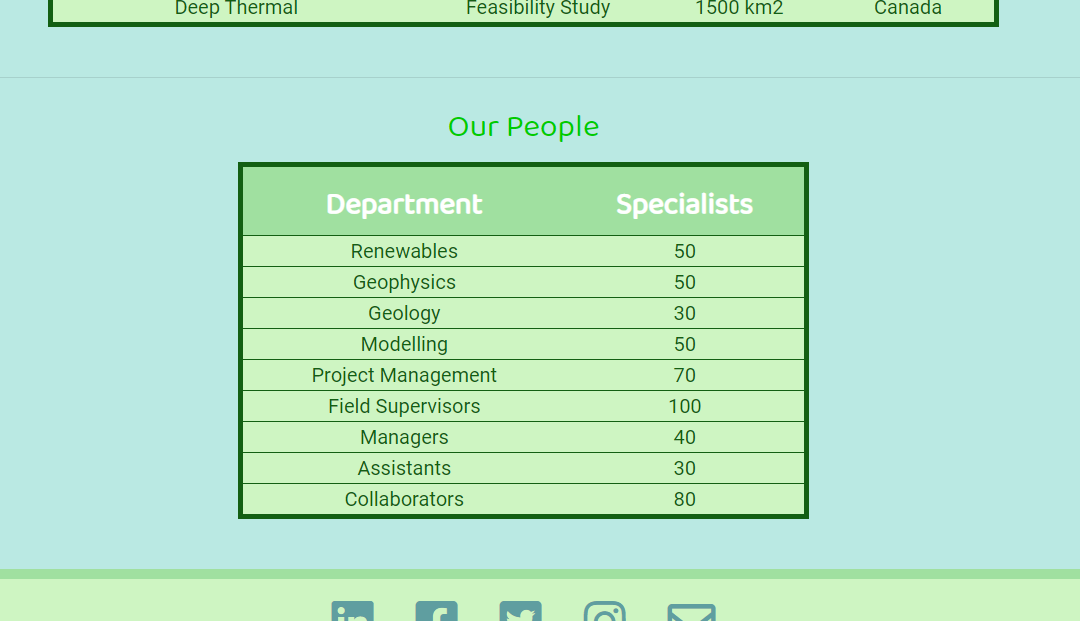 Deep Thermal Feasibility Study 1500 km2 Canada
Our People
Department Specialists
Renewables 50
Geophysics 50
Geology 30
Modelling 50
Project Management 70
Field Supervisors 100
Managers 40
Assistants 30
Collaborators 80